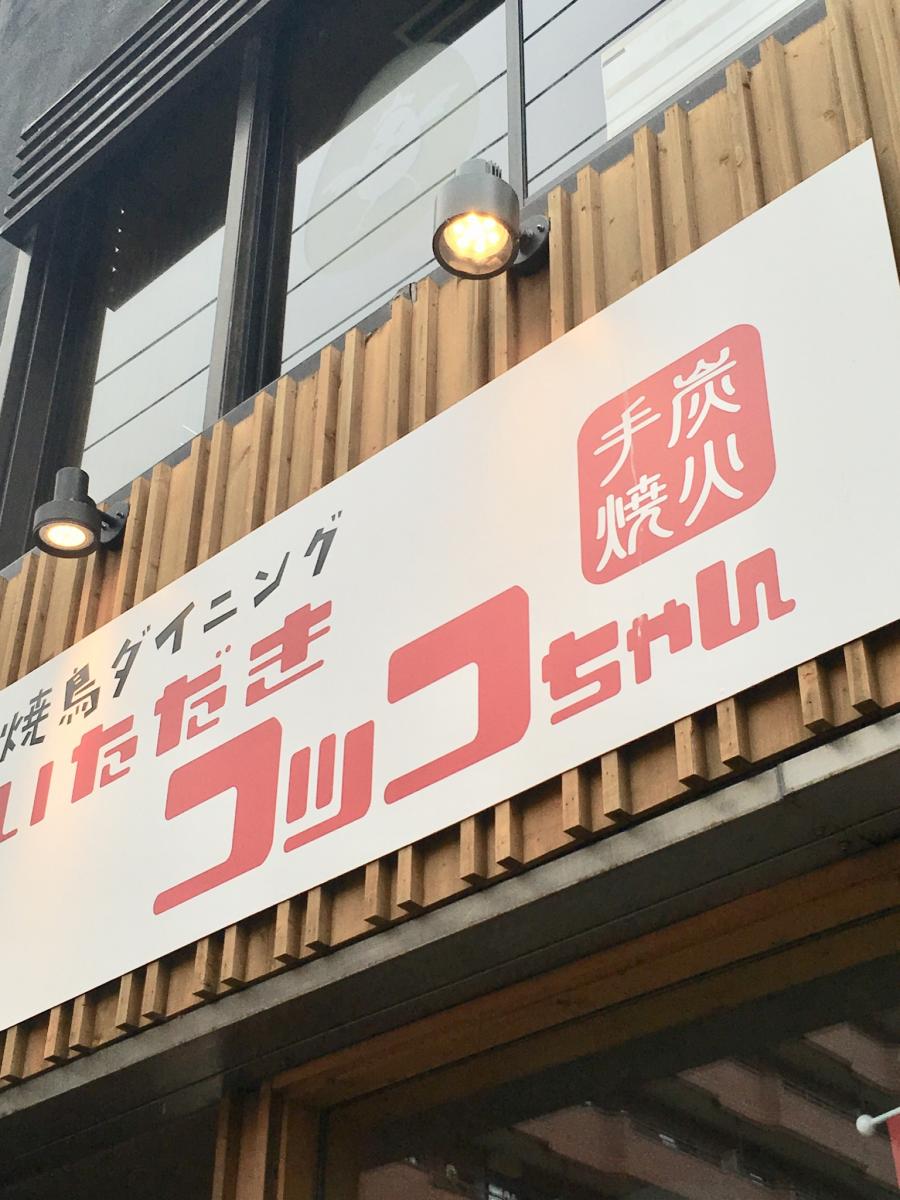 焼鳥ダイニング
いただき
コッコちゃん
炭火
手焼